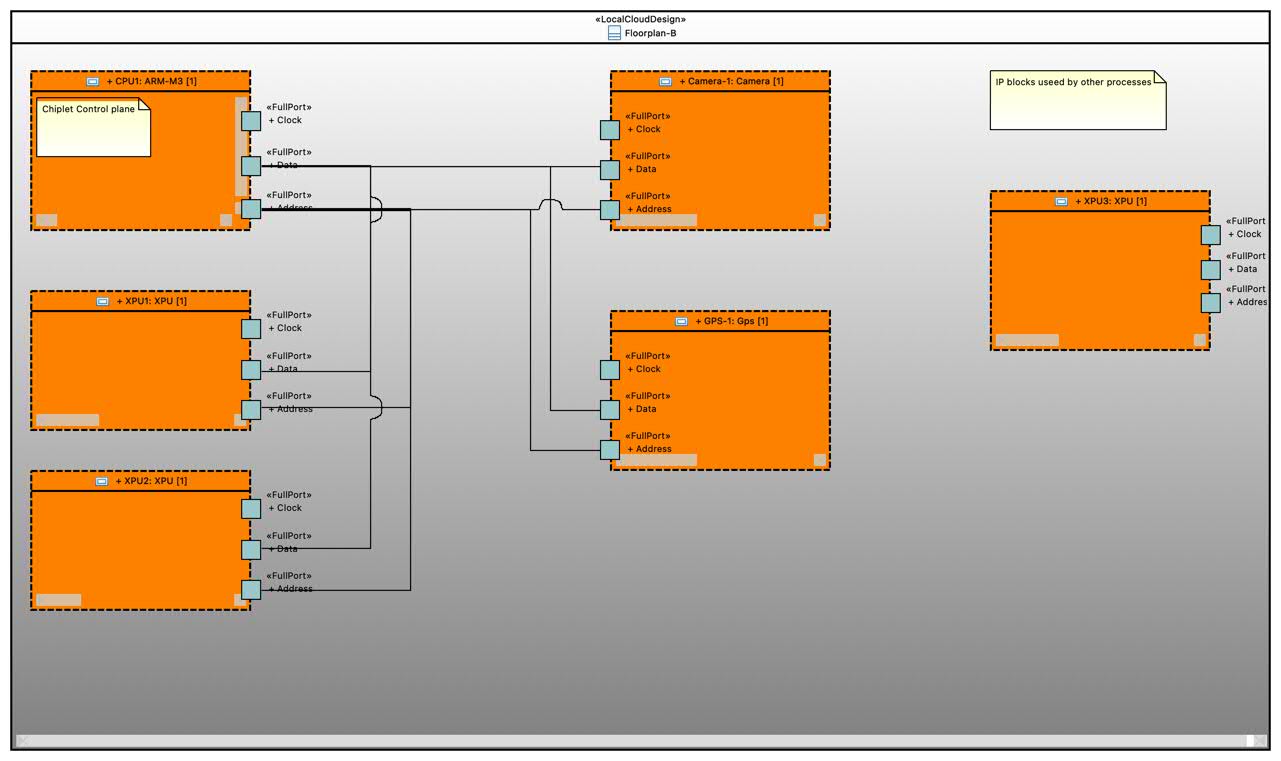 «LocalCloudDesign»
Floorplan-B
+ CPU1: ARM-M3 [1]
Chiplet Control plane
«FullPort»
+ Clock
«FullPort»
+ Data
«FullPort»
+ Address
+ Camera-1: Camera [1]
«FullPort»
+ Clock
«FullPort»
+ Data
«FullPort»
+ Address
IP blocks useed by other processes
+ XPU3: XPU [1]
«FullPort
+ Clock
«FullPort
+ Data
«FullPort
+ Addres
+ XPU1: XPU [1]
«FullPort»
+ Clock
«FullPort»
+ Data
«FullPort»
+ Address
+ GPS-1: Gps [1]
«FullPort»
+ Clock
«FullPort»
+ Data
«FullPort»
+ Address
+ XPU2: XPU [1]
«FullPort»
+ Clock
«FullPort»
+ Data
«FullPort»
+ Address